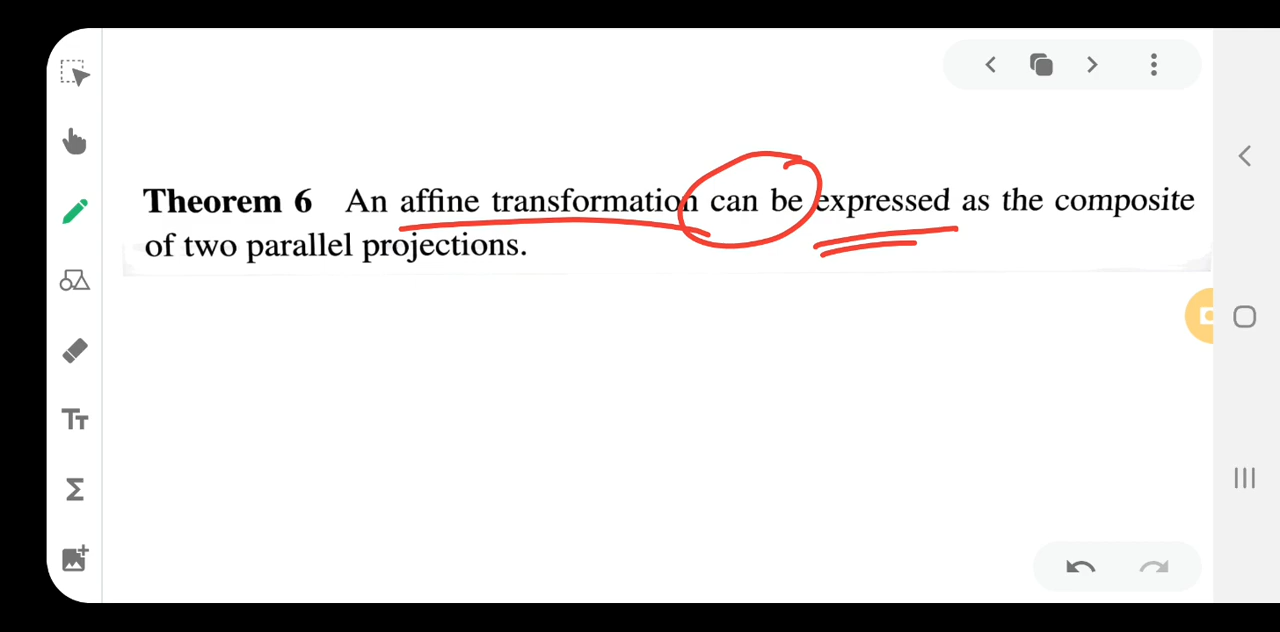 Theorem 6 An affine transformation can be expressed as the composite
of two parallel projections.